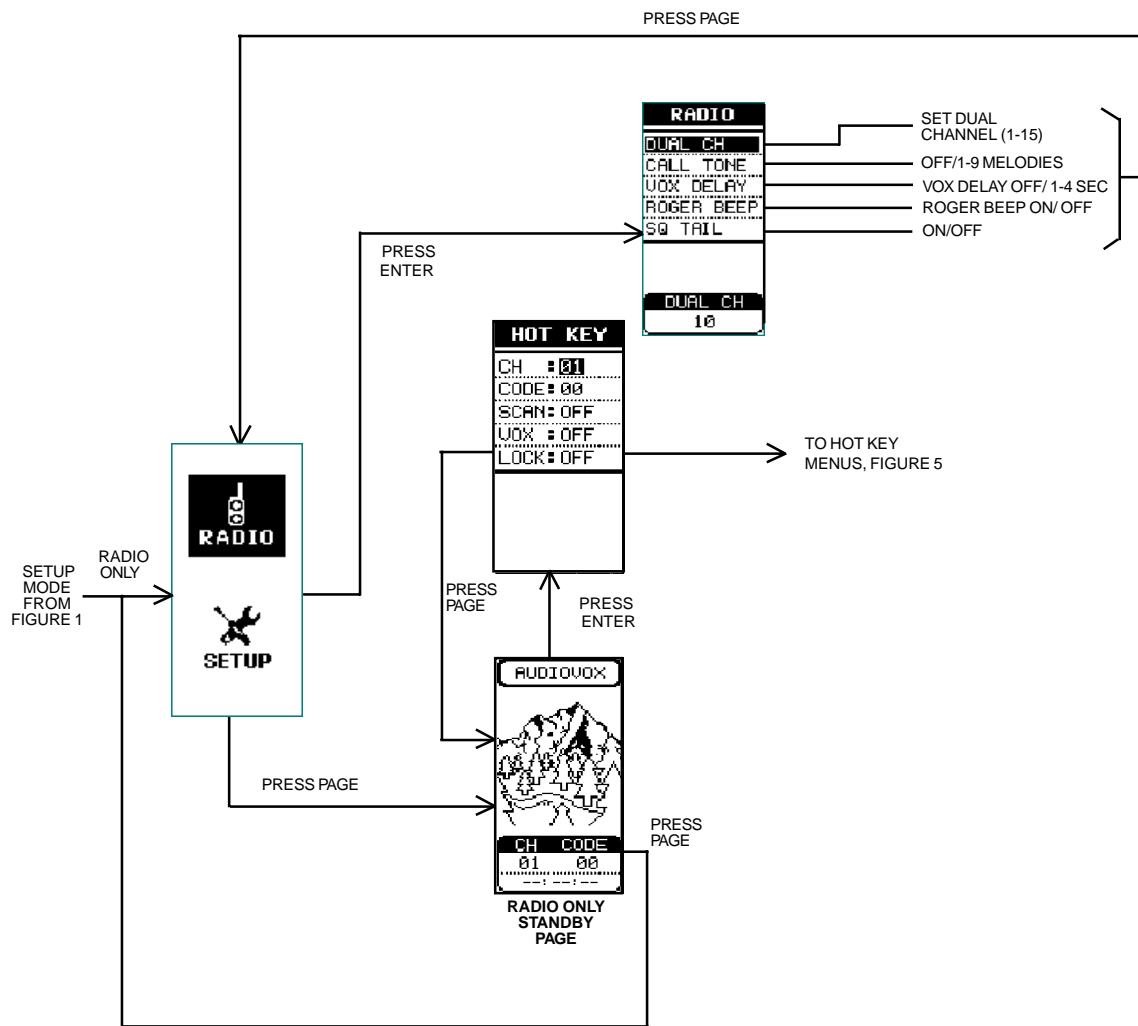 PRESS PAGE
RADIO
DUAL CH
CALL TONE
VOX DELAY
ROGER BEEP
SQ TAIL
DUAL CH
10
SET DUAL
CHANNEL (1-15)
OFF/1-9 MELODIES
VOX DELAY OFF/ 1-4 SEC
ROGER BEEP ON/ OFF
ON/OFF
PRESS
ENTER
HOT KEY
CH :01
CODE:00
SCAN:OFF
VOX :OFF
LOCK:OFF
TO HOT KEY
MENUS, FIGURE 5
SETUP
MODE
FROM
FIGURE 1
RADIO
ONLY
RADIO
SETUP
PRESS
PAGE
PRESS
ENTER
PRESS PAGE
AUDIOVOX
CH CODE
01 00
--:--:--
PRESS
PAGE
RADIO ONLY
STANDBY
PAGE